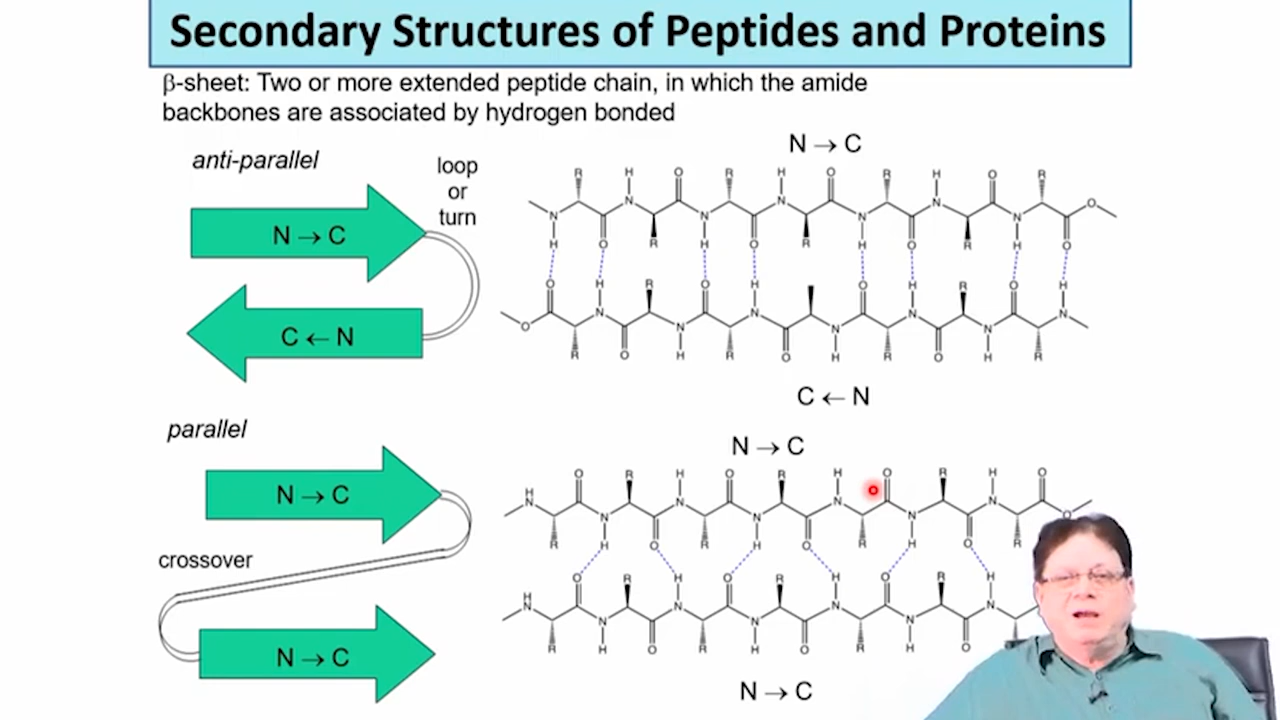 Secondary Structures of Peptides and Proteins
β-sheet: Two or more extended peptide chain, in which the amide
backbones are associated by hydrogen bonded
anti-parallel
loop
or
turn
N → C
C ← N
N → C
H R H O R H O R H O R
N N N N N N N O
H O R H O R H O R H O
O H R O H O H R O H
O N N N N N N N
R O H R O H R O H R
C ← N
parallel
N → C
crossover
N → C
N → C
O R H O R H O R H O
H N N N N N N N O
R H O R H O R H O R
O R H O R H O R H
H N N N N N N N
R H O R H O R H O
N → C